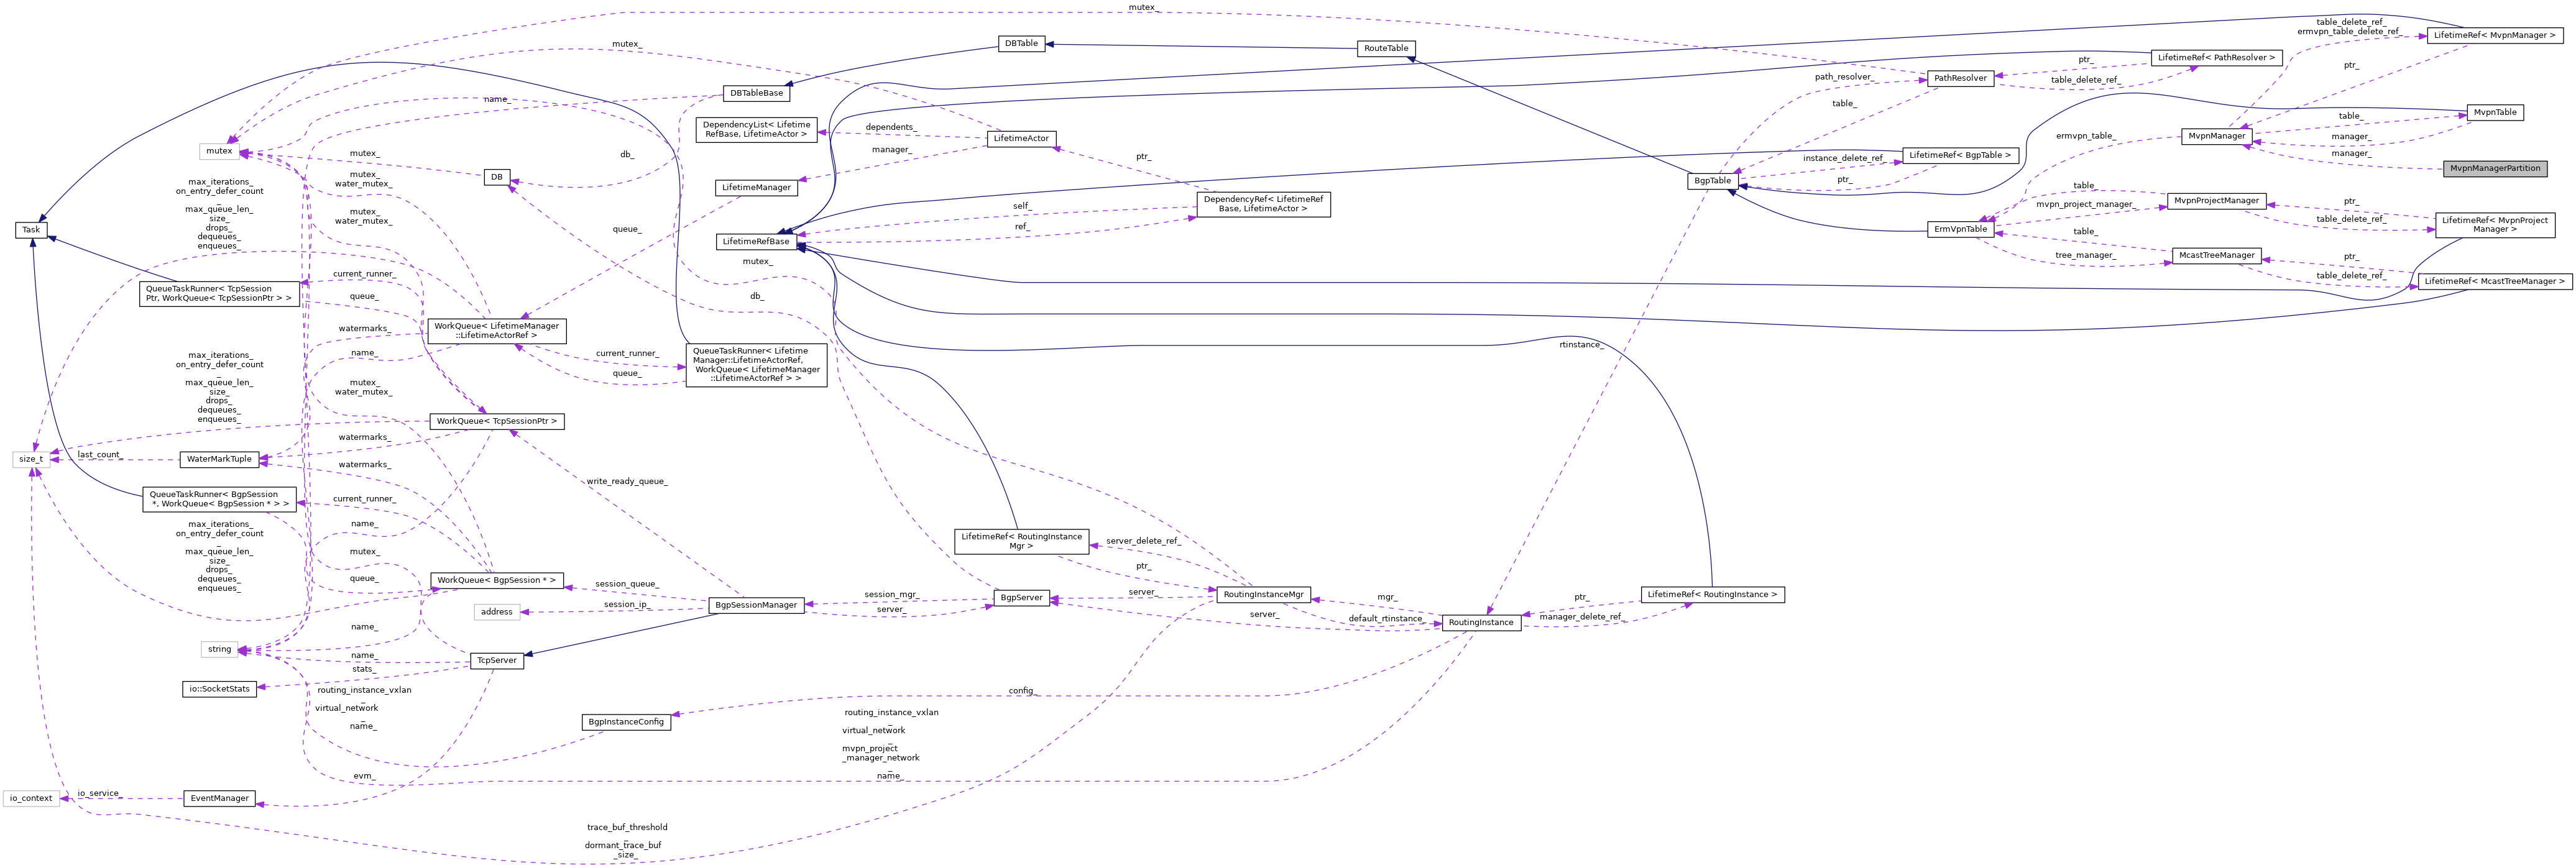 mutex_
table_delete_ref_
ermvpn_table_delete_ref_
LifetimeRef< MvpnManager >
mutex_
DBTable
RouteTable
LifetimeRef< PathResolver >
ptr_
ptr_
path_resolver_
PathResolver
table_delete_ref_
name_
DBTableBase
table_
MvpnTable
DependencyList< Lifetime
RefBase, LifetimeActor >
dependents_
LifetimeActor
table_
ermvpn_table_
MvpnManager
manager_
mutex
mutex_
db_
manager_
ptr_
instance_delete_ref_
LifetimeRef< BgpTable >
manager_
MvpnManagerPartition
DB
mutex_
water_mutex_
LifetimeManager
BgpTable
ptr_
table_
max_iterations_
on_entry_defer_count
_
max_queue_len_
size_
drops_
dequeues_
enqueues_
mutex_
water_mutex_
self_
DependencyRef< LifetimeRef
Base, LifetimeActor >
mvpn_project_manager_
MvpnProjectManager
ptr_
table_delete_ref_
LifetimeRef< MvpnProject
Manager >
Task
queue_
ref_
LifetimeRefBase
ErmVpnTable
table_
tree_manager_
McastTreeManager
ptr_
table_delete_ref_
LifetimeRef< McastTreeManager >
mutex_
current_runner_
QueueTaskRunner< TcpSession
Ptr, WorkQueue< TcpSessionPtr > >
queue_
db_
watermarks_
WorkQueue< LifetimeManager
::LifetimeActorRef >
name_
current_runner_
queue_
QueueTaskRunner< Lifetime
Manager::LifetimeActorRef,
WorkQueue< LifetimeManager
::LifetimeActorRef > >
rtinstance_
max_iterations_
on_entry_defer_count
_
max_queue_len_
size_
drops_
dequeues_
enqueues_
mutex_
water_mutex_
WorkQueue< TcpSessionPtr >
watermarks_
size_t
last_count_
WaterMarkTuple
watermarks_
write_ready_queue_
QueueTaskRunner< BgpSession
*, WorkQueue< BgpSession * > >
current_runner_
name_
max_iterations_
on_entry_defer_count
_
max_queue_len_
size_
drops_
dequeues_
enqueues_
mutex_
queue_
LifetimeRef< RoutingInstance
Mgr >
server_delete_ref_
ptr_
WorkQueue< BgpSession * >
session_queue_
address
session_ip_
BgpSessionManager
session_mgr_
server_
BgpServer
server_
RoutingInstanceMgr
server_
mgr_
default_rtinstance_
RoutingInstance
ptr_
manager_delete_ref_
LifetimeRef< RoutingInstance >
name_
string
name_
TcpServer
stats_
io::SocketStats
routing_instance_vxlan
_
virtual_network
_
name_
config_
BgpInstanceConfig
routing_instance_vxlan
_
virtual_network
_
mvpn_project
_manager_network
_
name_
evm_
io_context
io_service_
EventManager
trace_buf_threshold
_
dormant_trace_buf
_size_